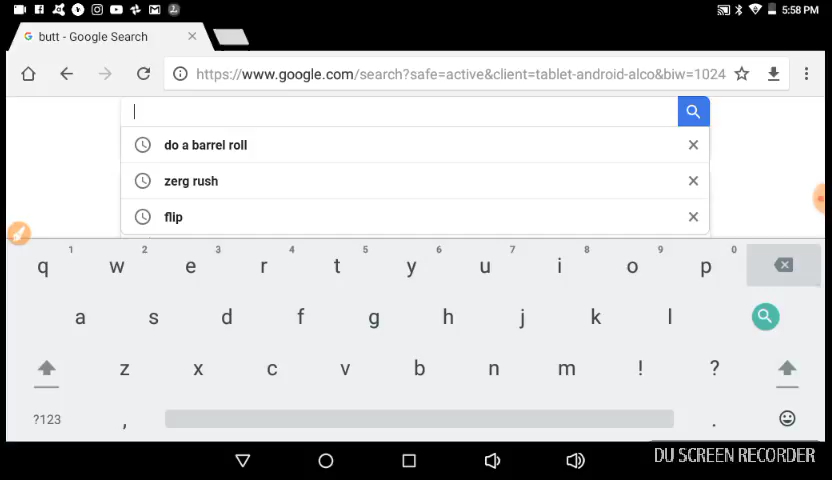 5:58 PM
butt - Google Search
https://www.google.com/search?safe=active&client=tablet-android-alco&biw=1024
do a barrel roll
zerg rush
flip
1 2 3 4 5 6 7 8 9 0
q w e r t y u i o p
a s d f g h j k l
z x c v b n m ! ?
?123 , .
DU SCREEN RECORDER